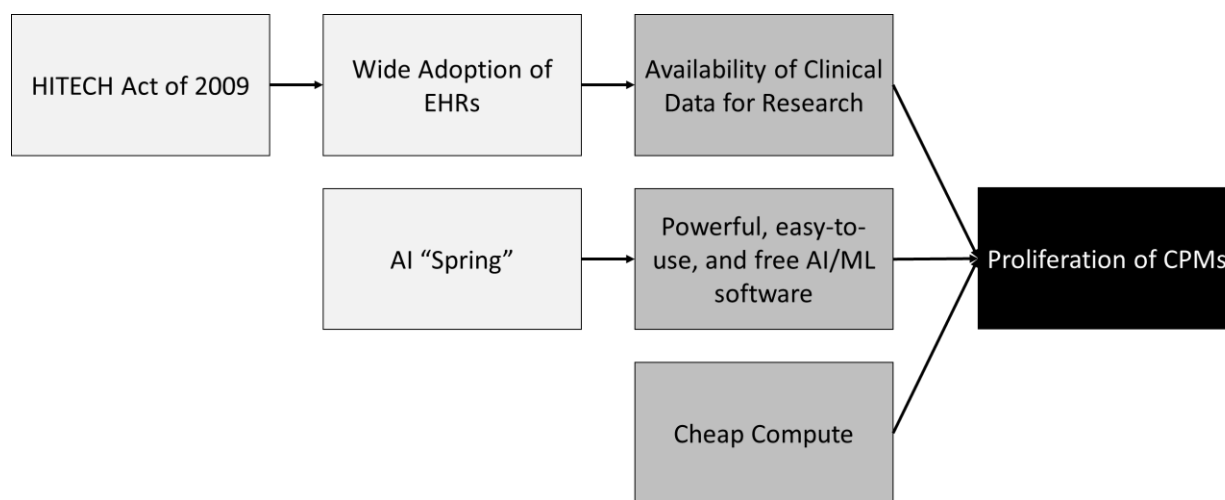 HITECH Act of 2009
Wide Adoption of
EHRs
Availability of Clinical
Data for Research
AI “Spring”
Powerful, easy-to-
use, and free AI/ML
software
Proliferation of CPMs
Cheap Compute